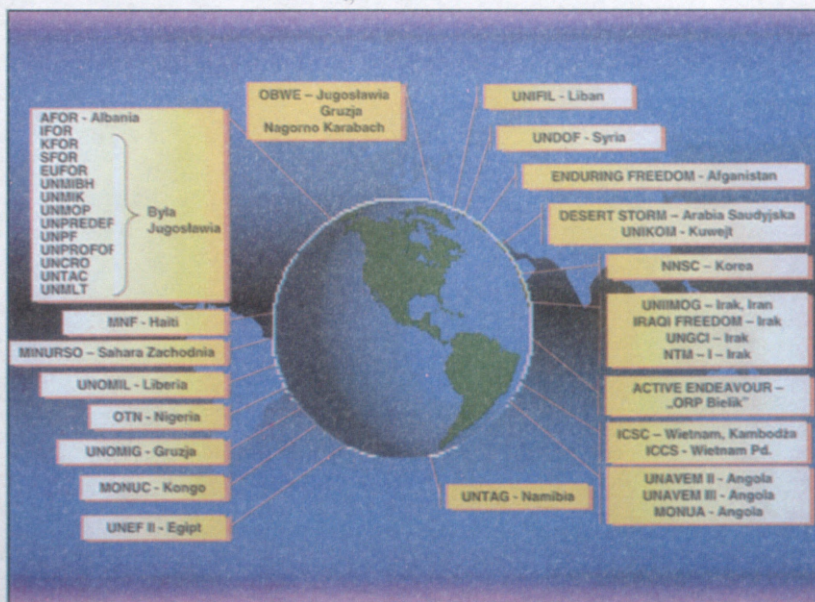 OBWE – Jugosławia
Gruzja
Nagorno Karabach
UNIFIL - Liban
UNDOF - Syria
ENDURING FREEDOM - Afganistan
DESERT STORM – Arabia Saudyjska
UNIKOM - Kuwejt
NNSC – Korea
UNIIMOG – Irak, Iran
IRAQI FREEDOM – Irak
UNGCI – Irak
NTM – I – Irak
ACTIVE ENDEAVOUR –
„ORP Bielik”
ICSC – Wietnam, Kambodża
ICCS - Wietnam Pd.
UNAVEM II - Angola
UNAVEM III - Angola
MONUA - Angola
UNTAG - Namibia
AFOR - Albania
IFOR
KFOR
SFOR
EUFOR
UNMIBH
UNMIK
UNMOP
UNPREDEF
UNPF
UNPROFOF
UNCRO
UNTAC
UNMLT
Była
Jugosławia
MNF - Haiti
MINURSO – Sahara Zachodnia
UNOMIL - Liberia
OTN - Nigeria
UNOMIG - Gruzja
MONUC - Kongo
UNEF II - Egipt